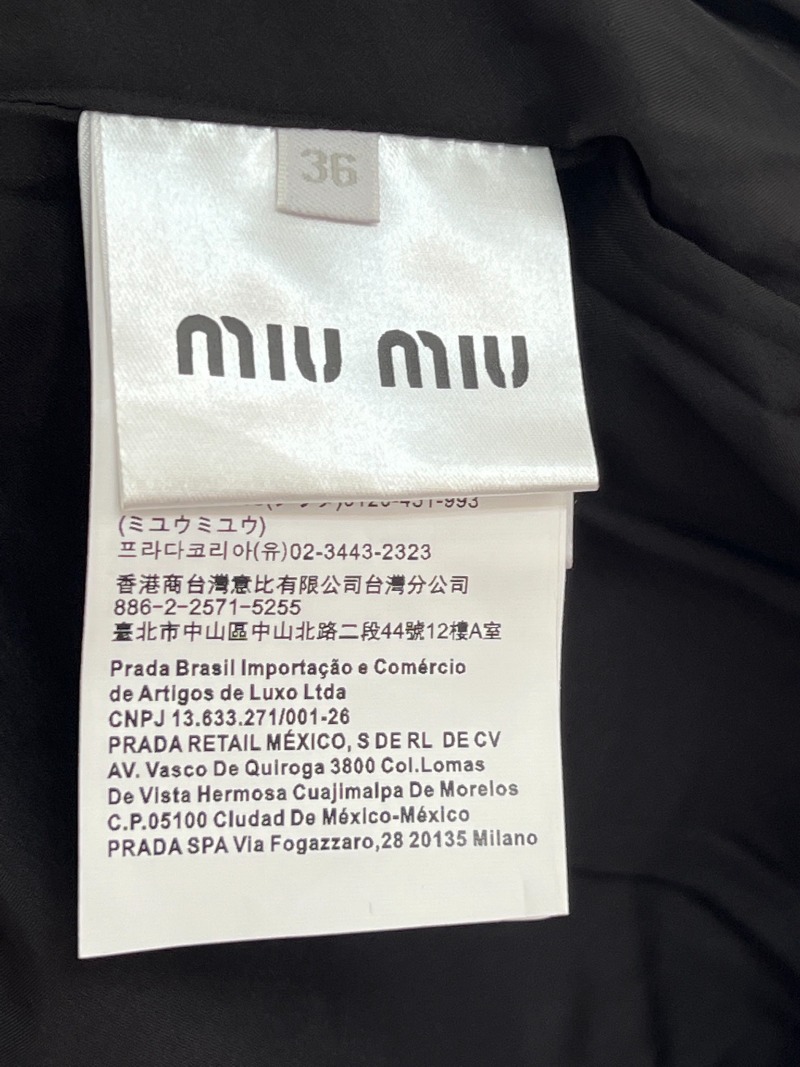 36
miu miu
0120-451-993
(ミユウミユウ)
프라다코리아(유)02-3443-2323
香港商台灣意比有限公司台灣分公司
886-2-2571-5255
臺北市中山區中山北路二段44號12樓A室
Prada Brasil Importação e Comércio
de Artigos de Luxo Ltda
CNPJ 13.633.271/001-26
PRADA RETAIL MÉXICO, S DE RL DE CV
AV. Vasco De Quiroga 3800 Col.Lomas
De Vista Hermosa Cuajimalpa De Morelos
C.P.05100 Ciudad De México-México
PRADA SPA Via Fogazzaro,28 20135 Milano